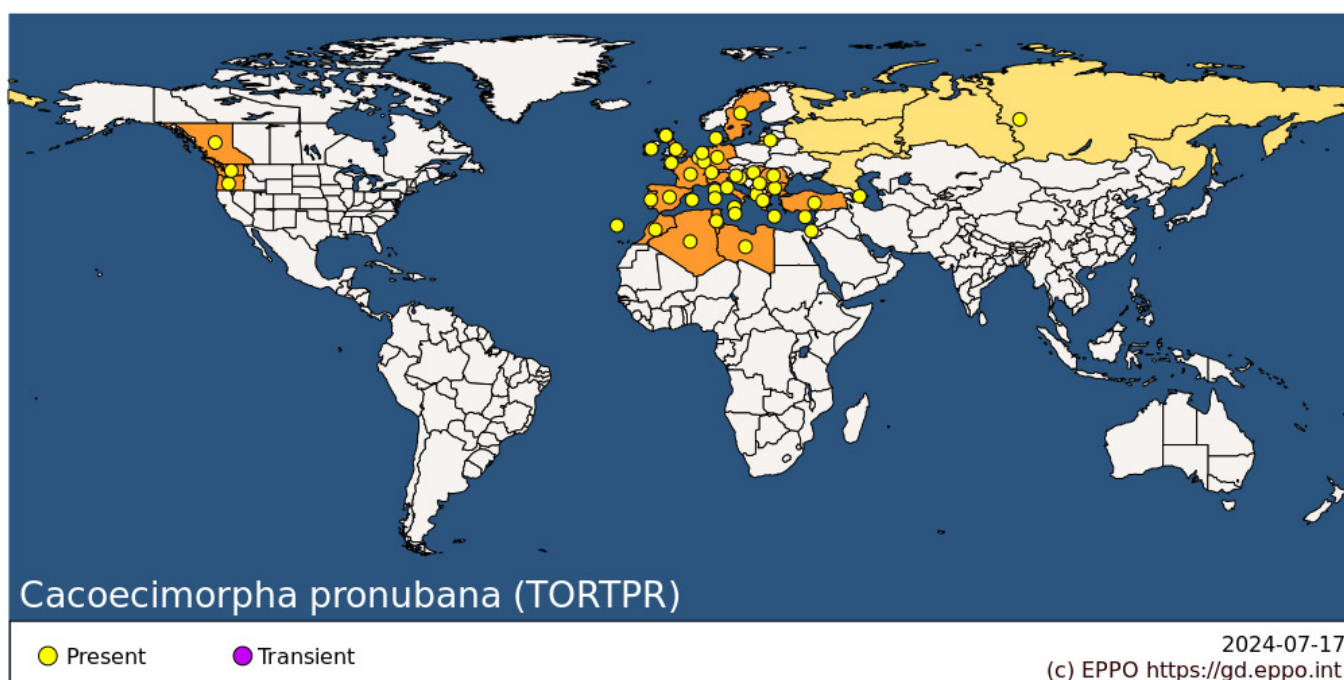 Cacoecimorpha pronubana (TORTPR)
Present
Transient
2024-07-17
(c) EPPO https://gd.eppo.int